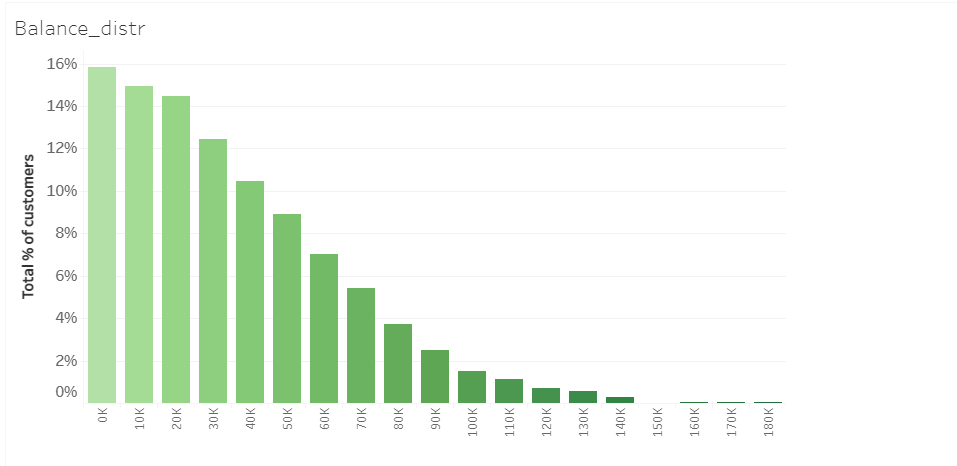 Balance_distr
16%
14%
12%
10%
8%
6%
4%
2%
0%
Total % of customers
0K
10K
20K
30K
40K
50K
60K
70K
80K
90K
100K
110K
120K
130K
140K
150K
160K
170K
180K